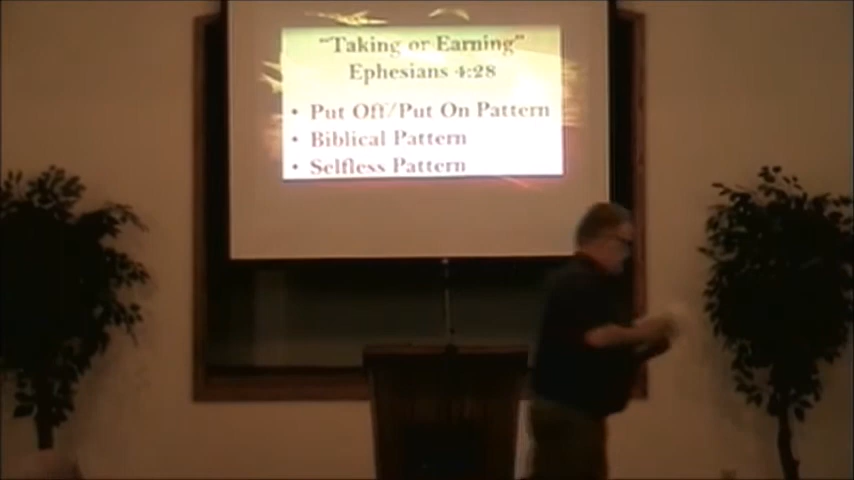 "Taking or Earning"
Ephesians 4:28
• Put Off/Put On Pattern
• Biblical Pattern
• Selfless Pattern